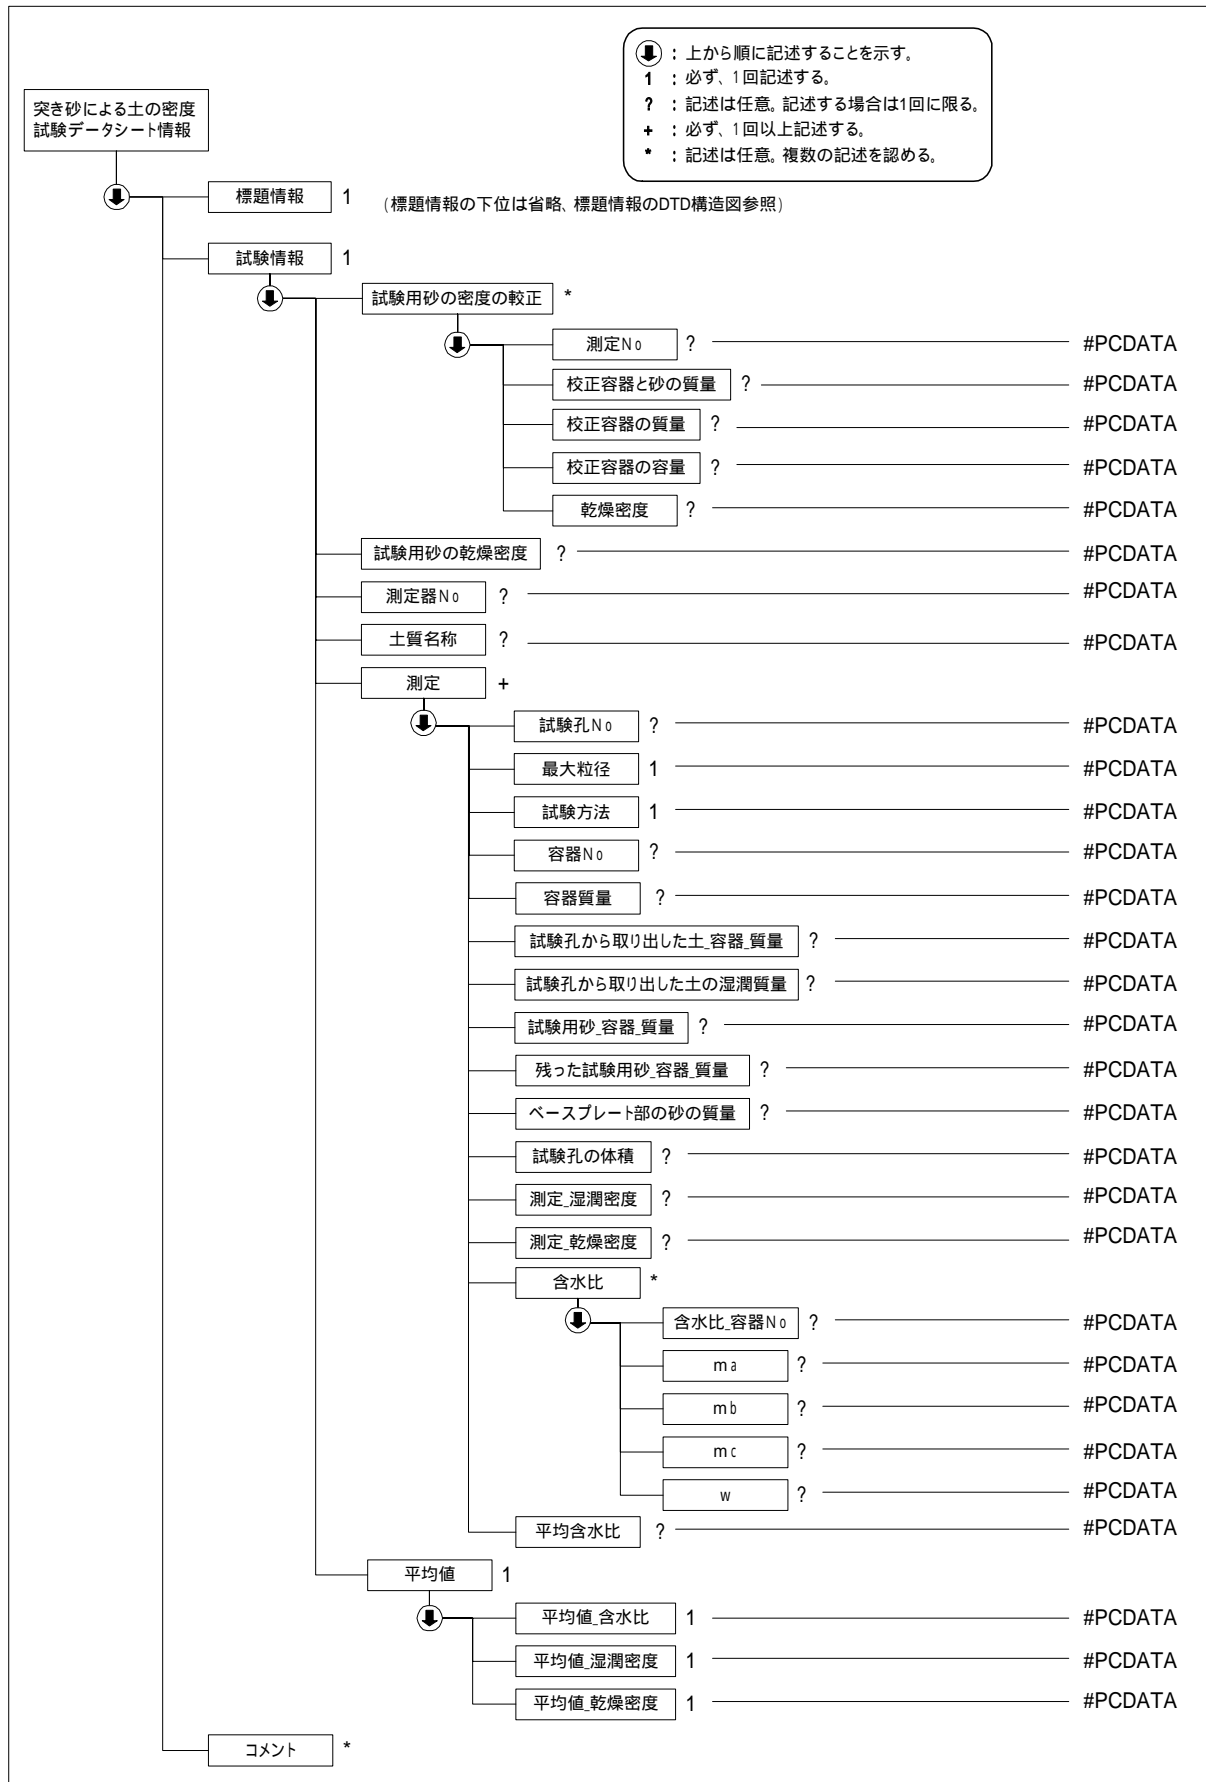 ：上から順に記述することを示す。
1 ：必ず、1回記述する。
? ：記述は任意。記述する場合は1回に限る。
+ ：必ず、1回以上記述する。
* ：記述は任意。複数の記述を認める。
突き砂による土の密度
試験データシート情報
標題情報 1 (標題情報の下位は省略、標題情報のDTD構造図参照)
試験情報 1
試験用砂の密度の較正 *
測定No ? #PCDATA
校正容器と砂の質量 ? #PCDATA
校正容器の質量 ? #PCDATA
校正容器の容量 ? #PCDATA
乾燥密度 ? #PCDATA
試験用砂の乾燥密度 ? #PCDATA
測定器No ? #PCDATA
土質名称 ? #PCDATA
測定 +
試験孔No ? #PCDATA
最大粒径 1 #PCDATA
試験方法 1 #PCDATA
容器No ? #PCDATA
容器質量 ? #PCDATA
試験孔から取り出した土_容器_質量 ? #PCDATA
試験孔から取り出した土の湿潤質量 ? #PCDATA
試験用砂_容器_質量 ? #PCDATA
残った試験用砂_容器_質量 ? #PCDATA
ベースプレート部の砂の質量 ? #PCDATA
試験孔の体積 ? #PCDATA
測定_湿潤密度 ? #PCDATA
測定_乾燥密度 ? #PCDATA
含水比 *
含水比_容器No ? #PCDATA
ma ? #PCDATA
mb ? #PCDATA
mc ? #PCDATA
w ? #PCDATA
平均含水比 ? #PCDATA
平均値 1
平均値_含水比 1 #PCDATA
平均値_湿潤密度 1 #PCDATA
平均値_乾燥密度 1 #PCDATA
コメント *